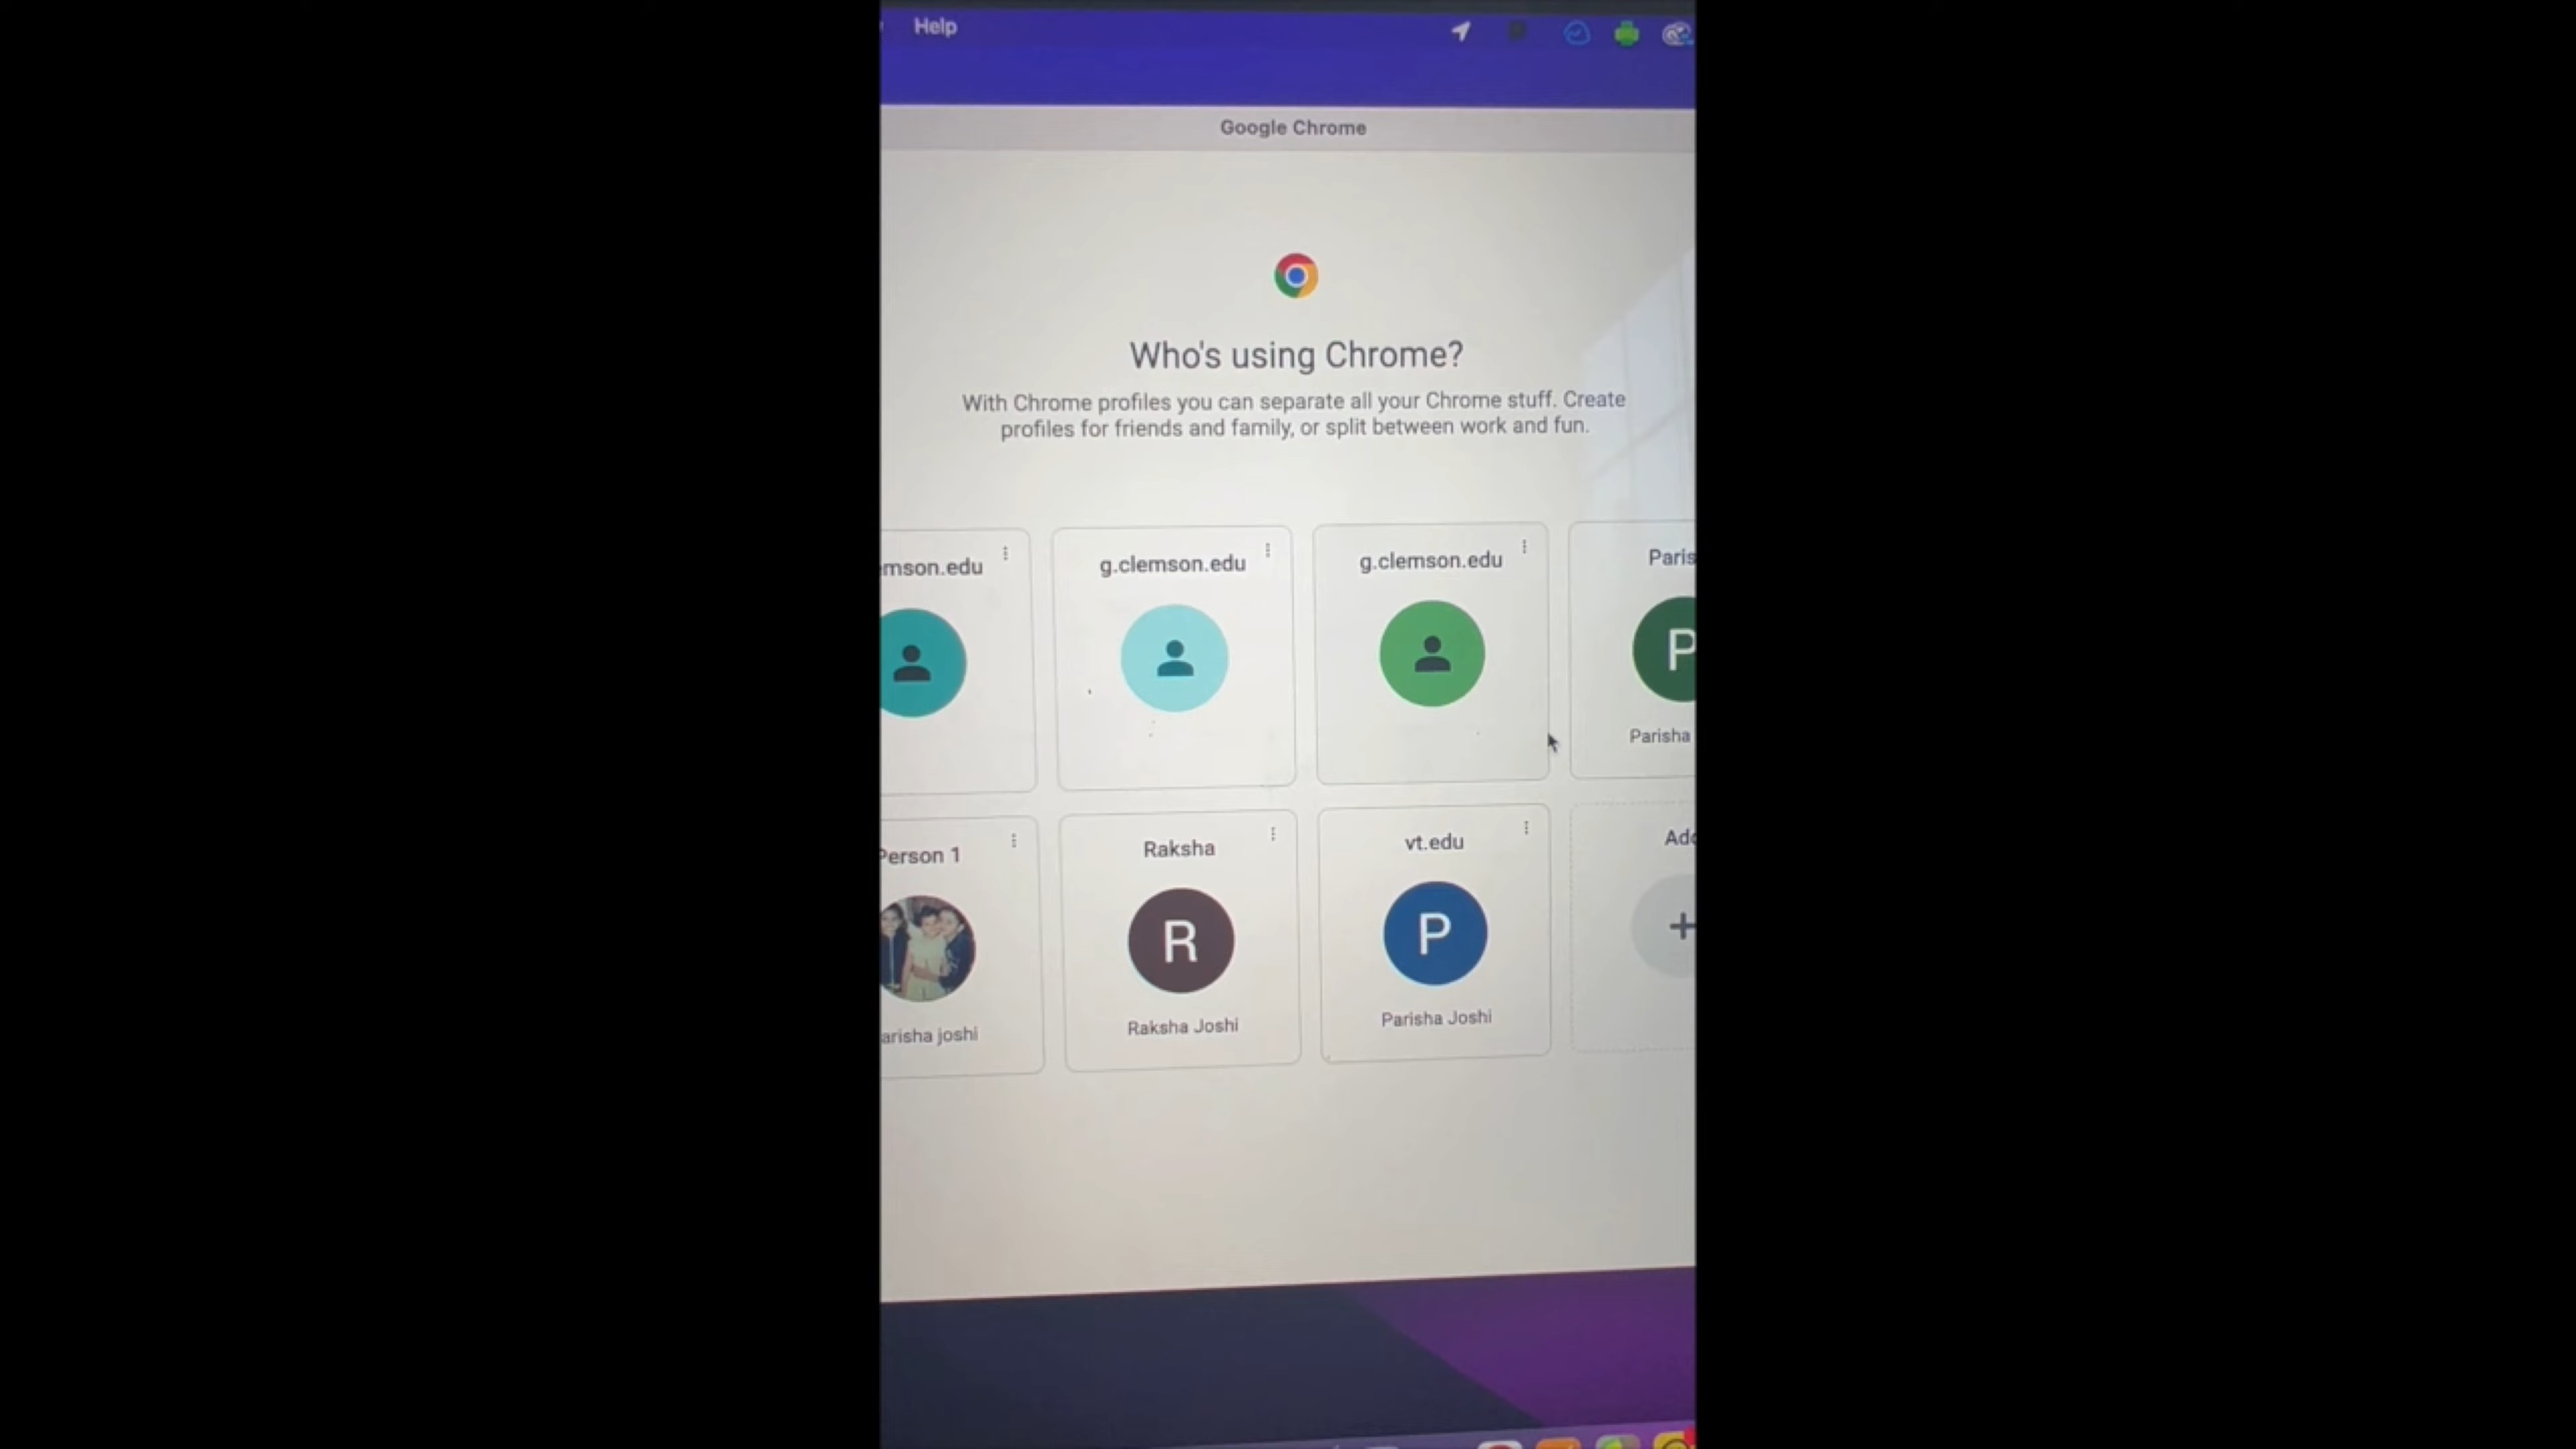 Help
Google Chrome
Who's using Chrome?
With Chrome profiles you can separate all your Chrome stuff. Create
profiles for friends and family, or split between work and fun.
mson.edu
g.clemson.edu
g.clemson.edu
Paris
P
Parisha
Person 1
Raksha
vt.edu
Add
R
P
arisha joshi
Raksha Joshi
Parisha Joshi